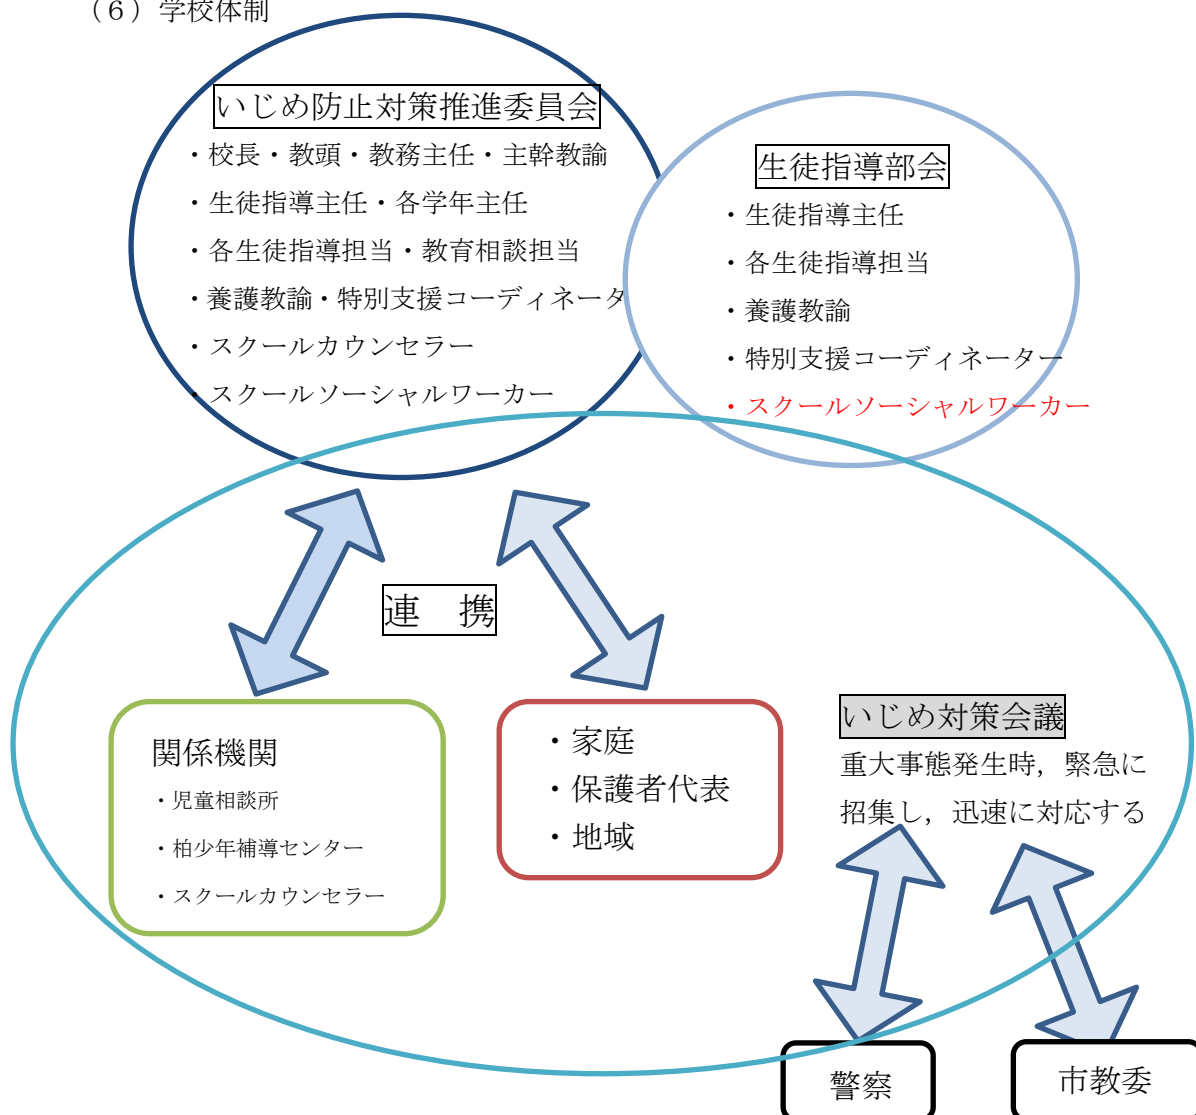 （６）学校体制
いじめ防止対策推進委員会
・校長・教頭・教務主任・主幹教諭
・生徒指導主任・各学年主任
・各生徒指導担当・教育相談担当
・養護教諭・特別支援コーディネータ
・スクールカウンセラー
・スクールソーシャルワーカー
生徒指導部会
・生徒指導主任
・各生徒指導担当
・養護教諭
・特別支援コーディネーター
・スクールソーシャルワーカー
連　携
関係機関
・児童相談所
・柏少年補導センター
・スクールカウンセラー
・家庭
・保護者代表
・地域
いじめ対策会議
重大事態発生時，緊急に
招集し，迅速に対応する
警察
市教委